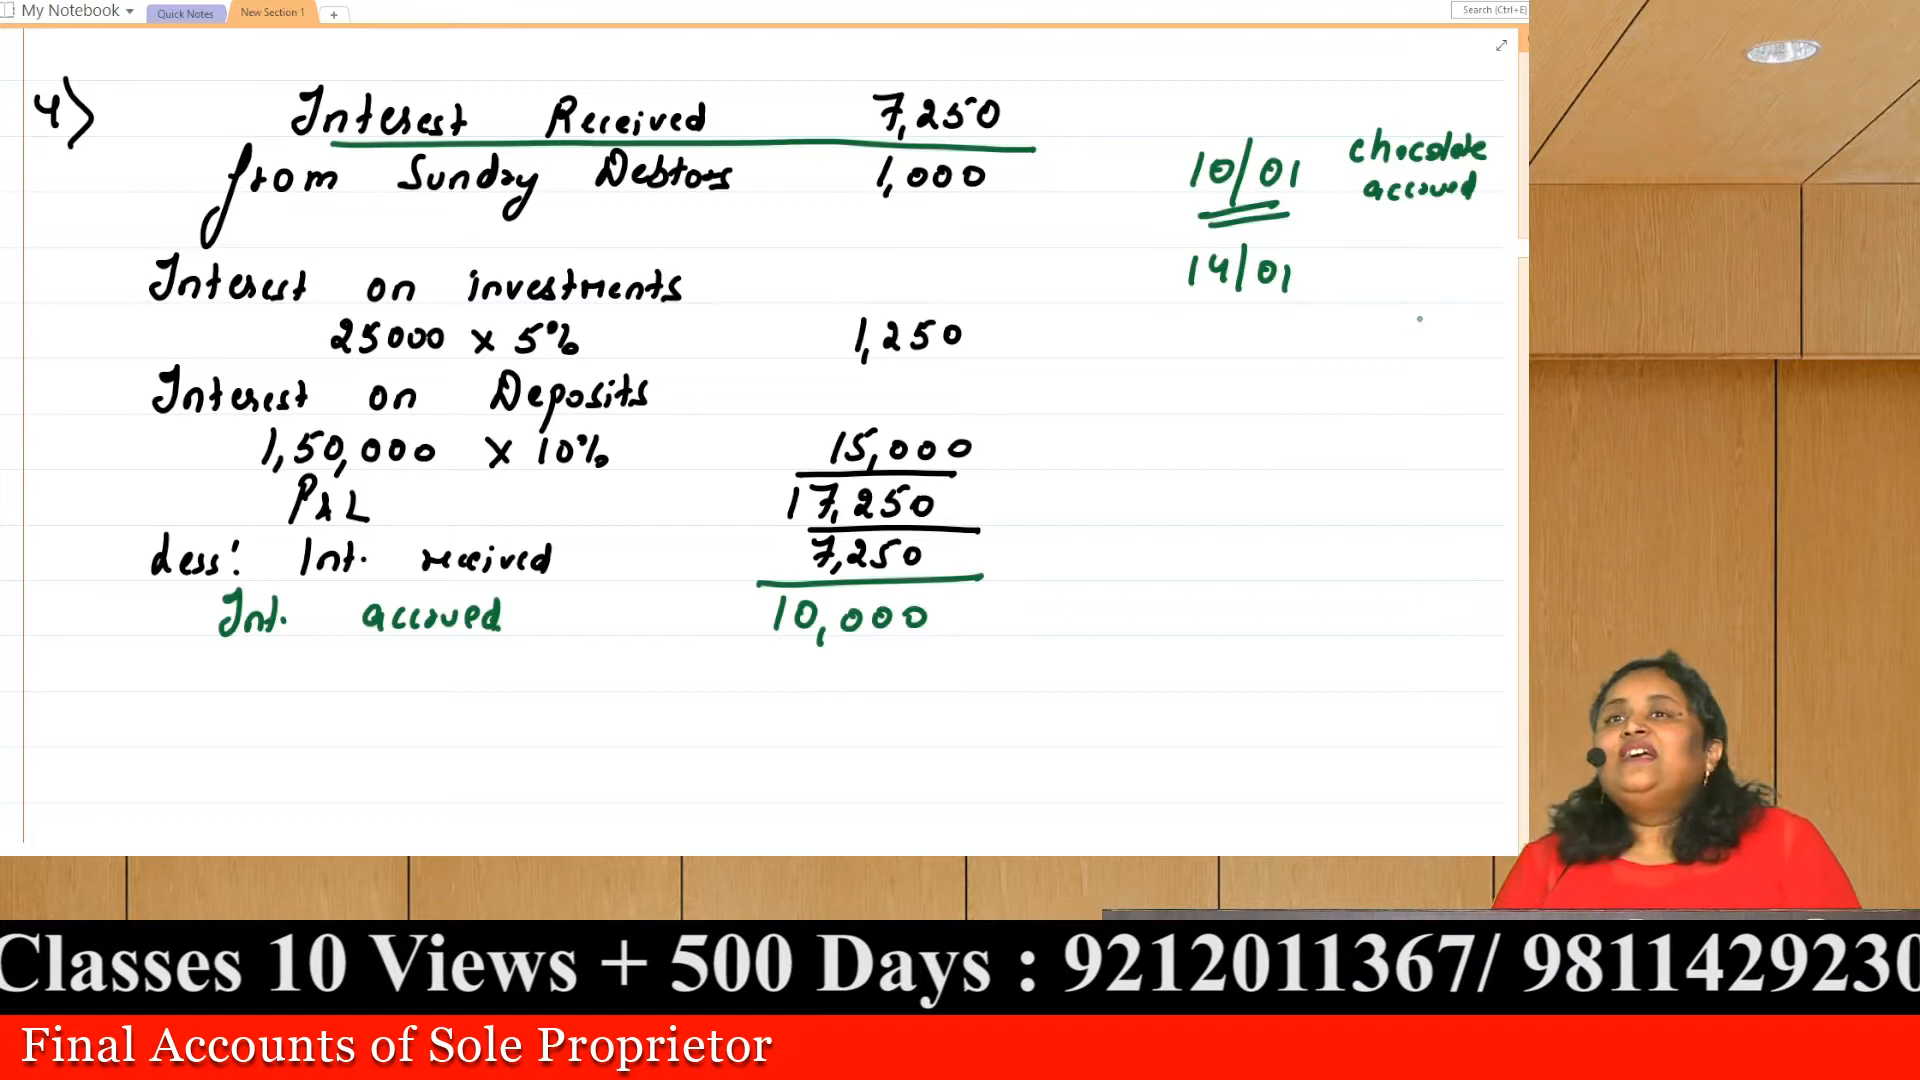 My Notebook
Quick Notes
New Section 1
+
Search (Ctrl+E)
4) Interest Received 7,250
from Sunday Debtors 1,000
10/01 chocolate
accrued
14/01
Interest on investments
25000 x 5% 1,250
Interest on Deposits
1,50,000 x 10% 15,000
P&L 17,250
Less: Int. received 7,250
Int. accrued 10,000
Classes 10 Views + 500 Days : 9212011367/ 9811429230
Final Accounts of Sole Proprietor